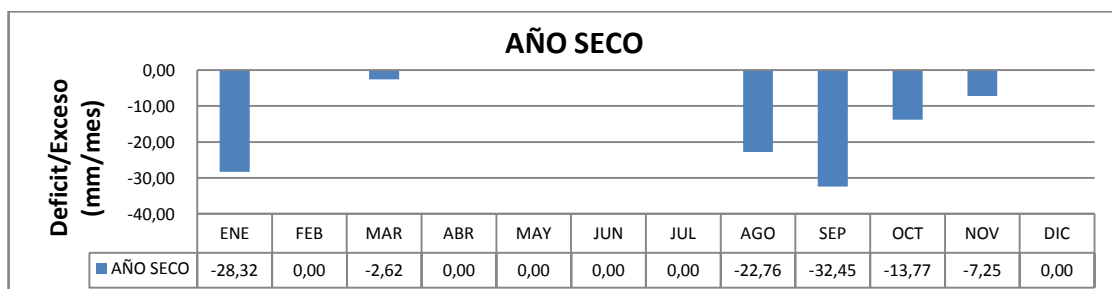 AÑO SECO
Deficit/Exceso
(mm/mes)
0,00
-10,00
-20,00
-30,00
-40,00
ENE FEB MAR ABR MAY JUN JUL AGO SEP OCT NOV DIC
AÑO SECO -28,32 0,00 -2,62 0,00 0,00 0,00 0,00 -22,76 -32,45 -13,77 -7,25 0,00